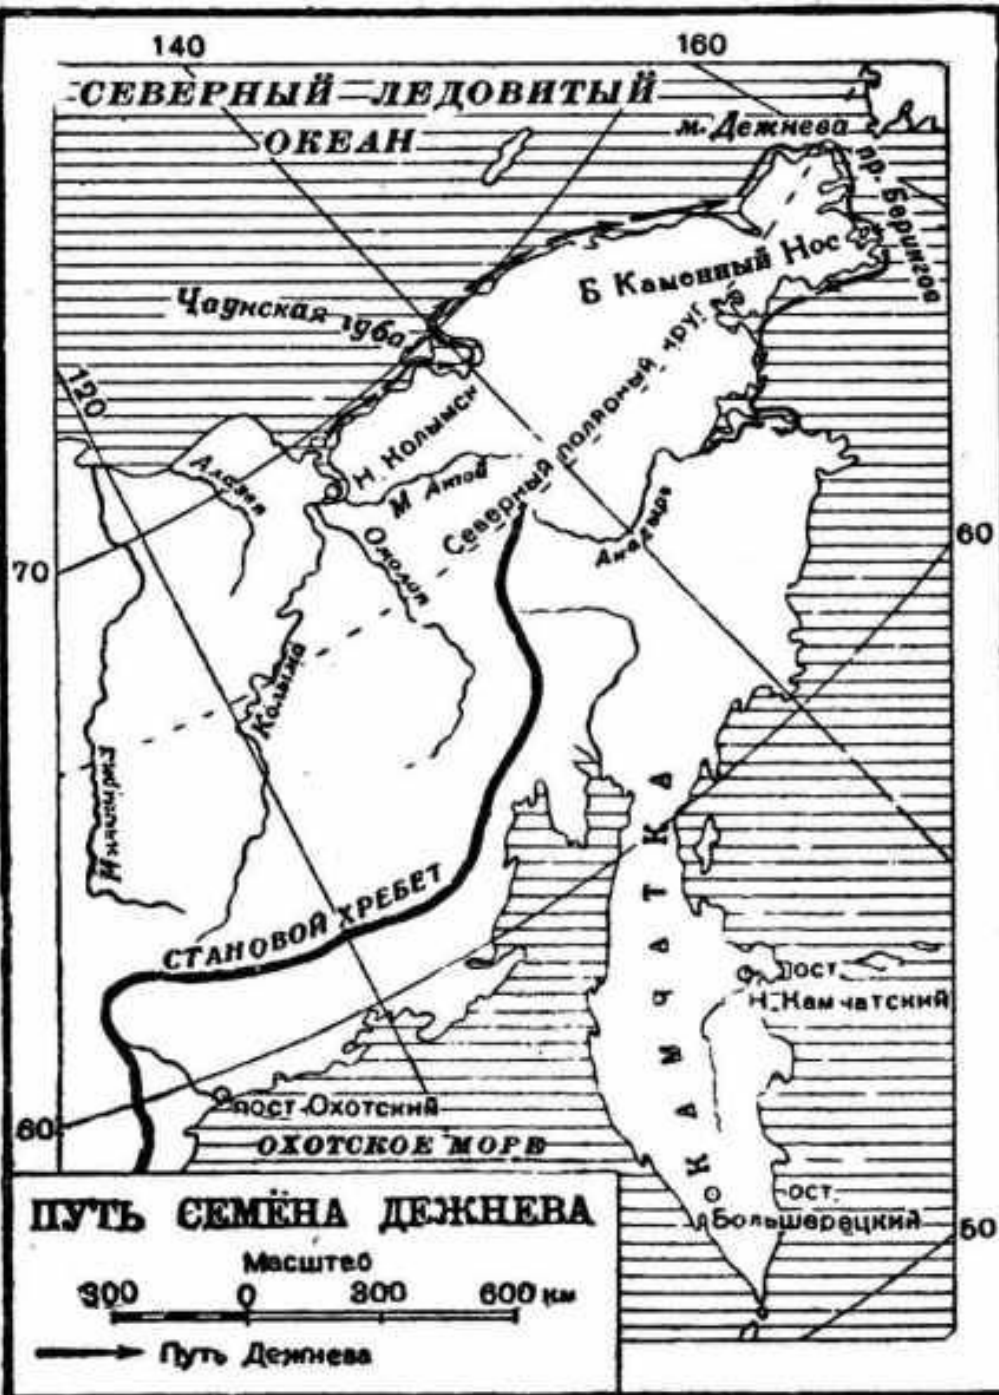 140
160
СЕВЕРНЫЙ ЛЕДОВИТЫЙ
ОКЕАН
м. Дежнева
пр. Берингов
Б Каменный Нос
Чаунская губа
120
Северный полярный круг
Н Колымск
М Анюй
Алазея
Омолон
Анадырь
60
70
Колыма
Индигирка
КАМЧАТКА
СТАНОВОЙ ХРЕБЕТ
ост.
Н. Камчатский
60
пост. Охотский
ОХОТСКОЕ МОРЕ
ост.
Большерецкий
50
ПУТЬ СЕМЁНА ДЕЖНЕВА
Масштаб
300 0 300 600 км
Путь Дежнева